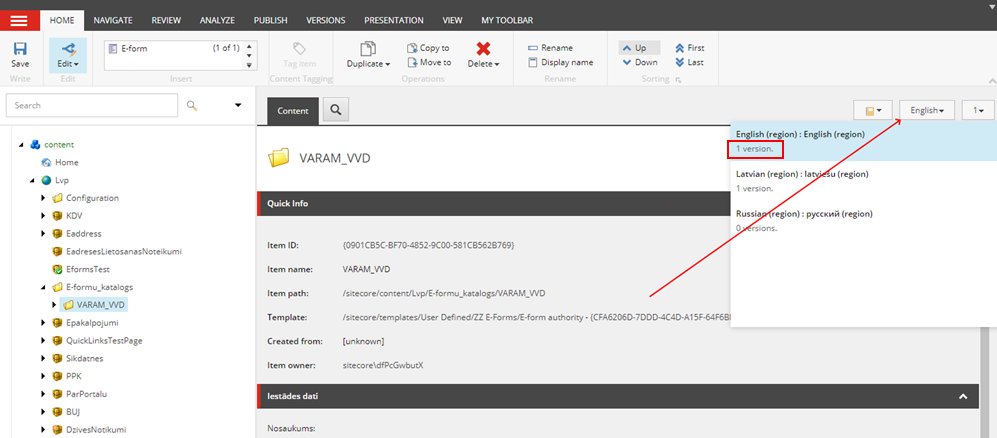 HOME NAVIGATE REVIEW ANALYZE PUBLISH VERSIONS PRESENTATION VIEW MY TOOLBAR
Save
Write
Edit
Edit
E-form (1 of 1)
Insert
Tag item
Content Tagging
Duplicate
Copy to
Move to
Delete
Operations
Rename
Display name
Rename
Up
Down
First
Last
Sorting
Search
content
Home
Lvp
Configuration
KDV
Eaddress
EadresesLietosanasNoteikumi
EformsTest
E-formu_katalogs
VARAM_VVD
Epakalpojumi
QuickLinksTestPage
Sikdatnes
PPK
ParPortalu
BUJ
DzivesNotikumi
Content
English
1
English (region) : English (region)
1 version.
Latvian (region) : latviešu (region)
1 version.
Russian (region) : русский (region)
0 versions.
VARAM_VVD
Quick Info
Item ID: {0901CB5C-BF70-4852-9C00-581CB562B769}
Item name: VARAM_VVD
Item path: /sitecore/content/Lvp/E-formu_katalogs/VARAM_VVD
Template: /sitecore/templates/User Defined/ZZ E-Forms/E-form authority - {CFA6206D-7DDD-4C4D-A15F-64F6B
Created from: [unknown]
Item owner: sitecore\dfPcGwbutX
Iestādes dati
Nosaukums: